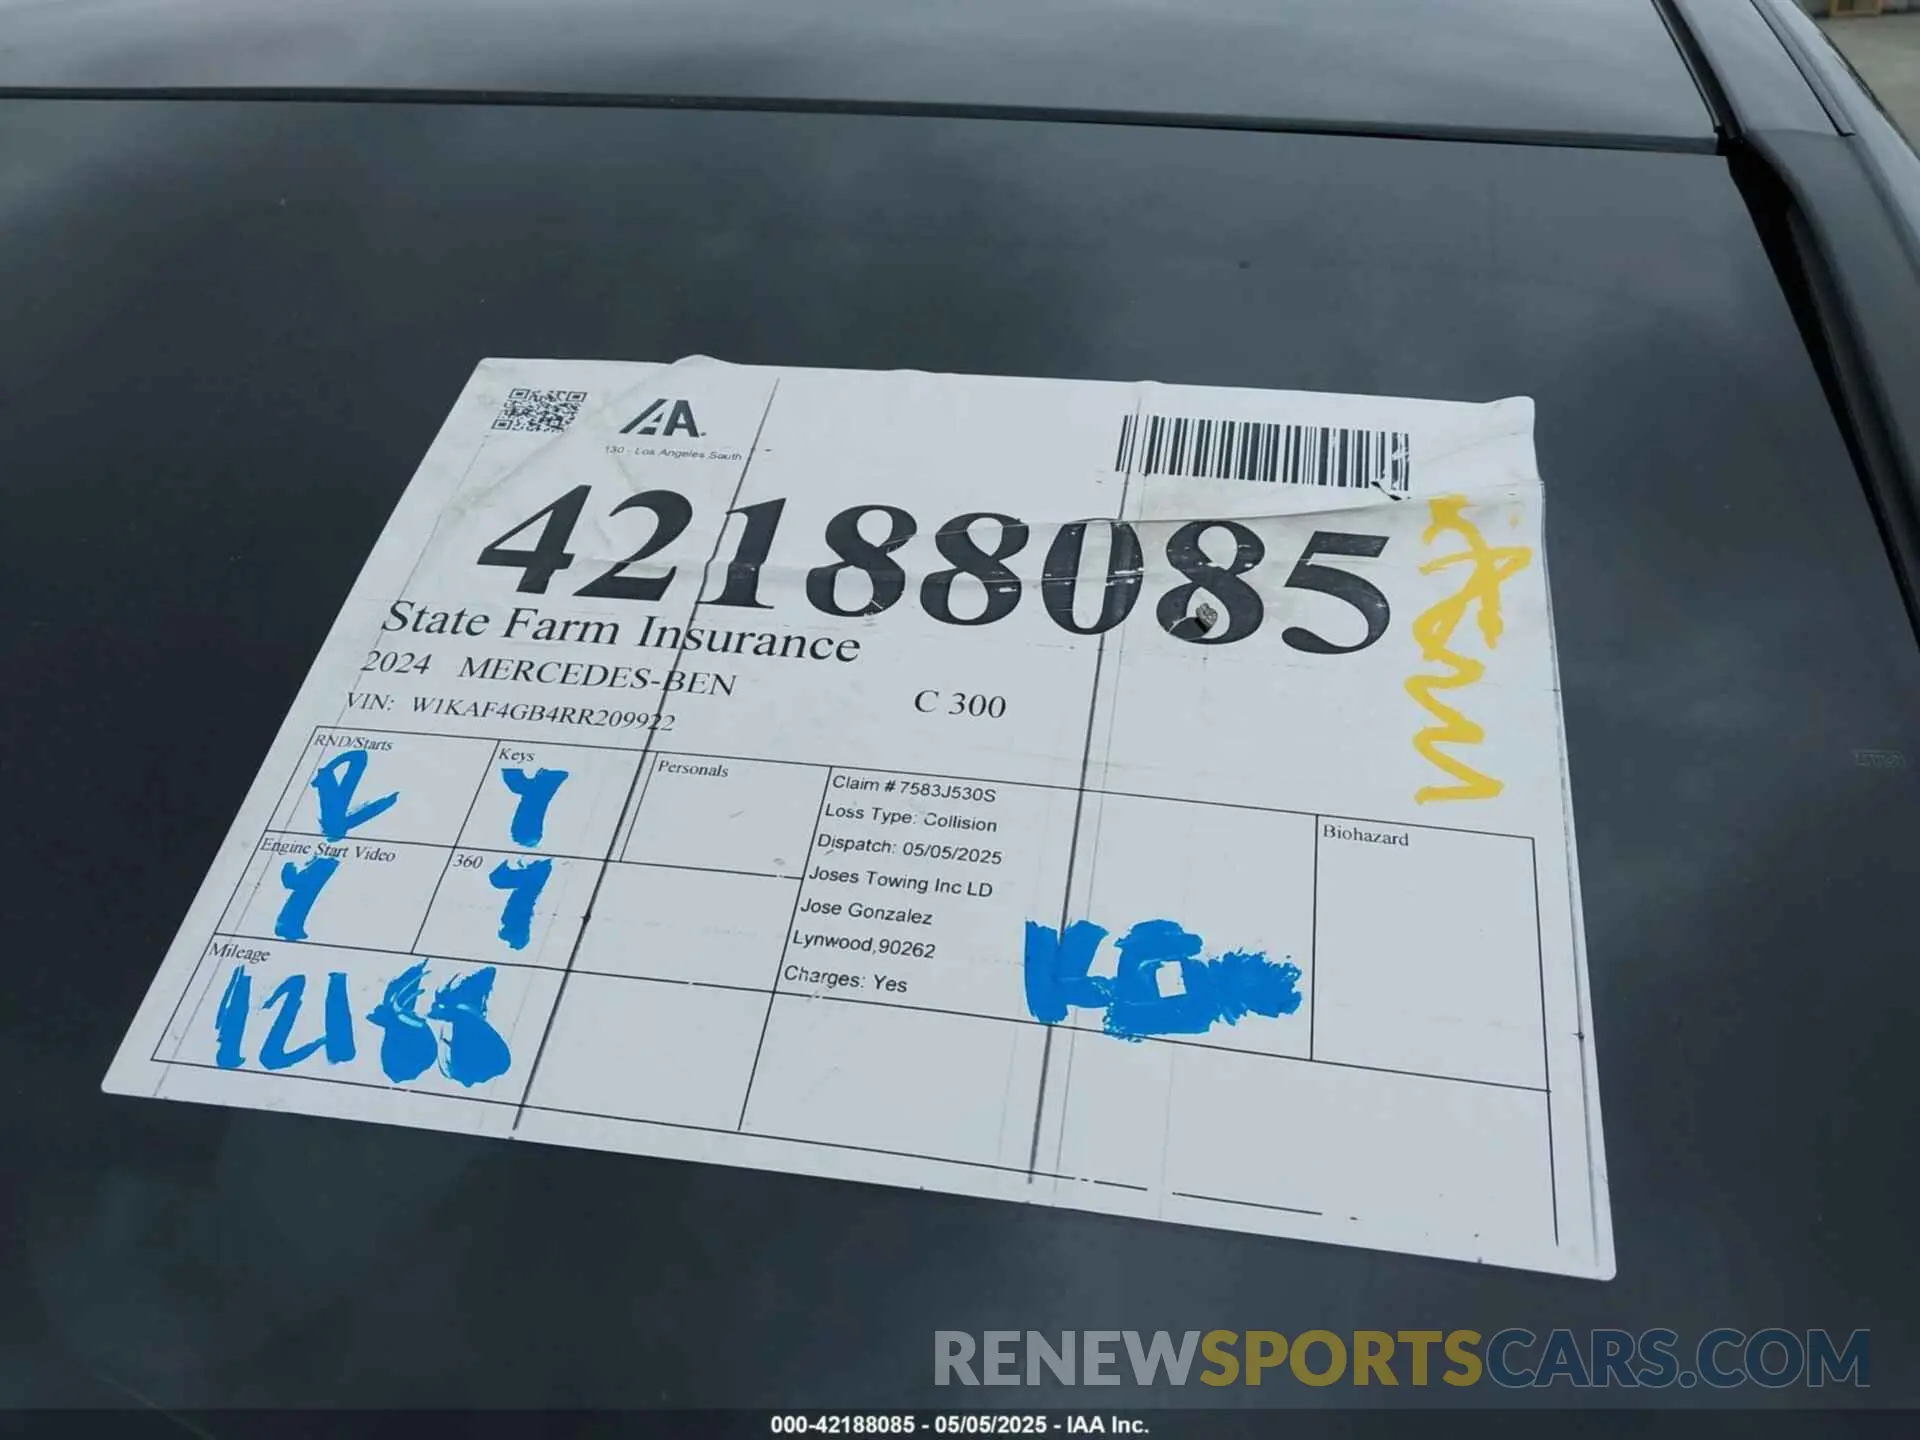 IAA
130 - Los Angeles South
42188085
State Farm Insurance
2024 MERCEDES-BEN C 300
VIN: W1KAF4GB4RR209922
RND/Starts
R
Keys
Y
Personals
Engine Start Video
Y
360
Y
Mileage
12188
Claim # 7583J530S
Loss Type: Collision
Dispatch: 05/05/2025
Joses Towing Inc LD
Jose Gonzalez
Lynwood,90262
Charges: Yes
Biohazard
RENEWSPORTSCARS.COM
000-42188085 - 05/05/2025 - IAA Inc.